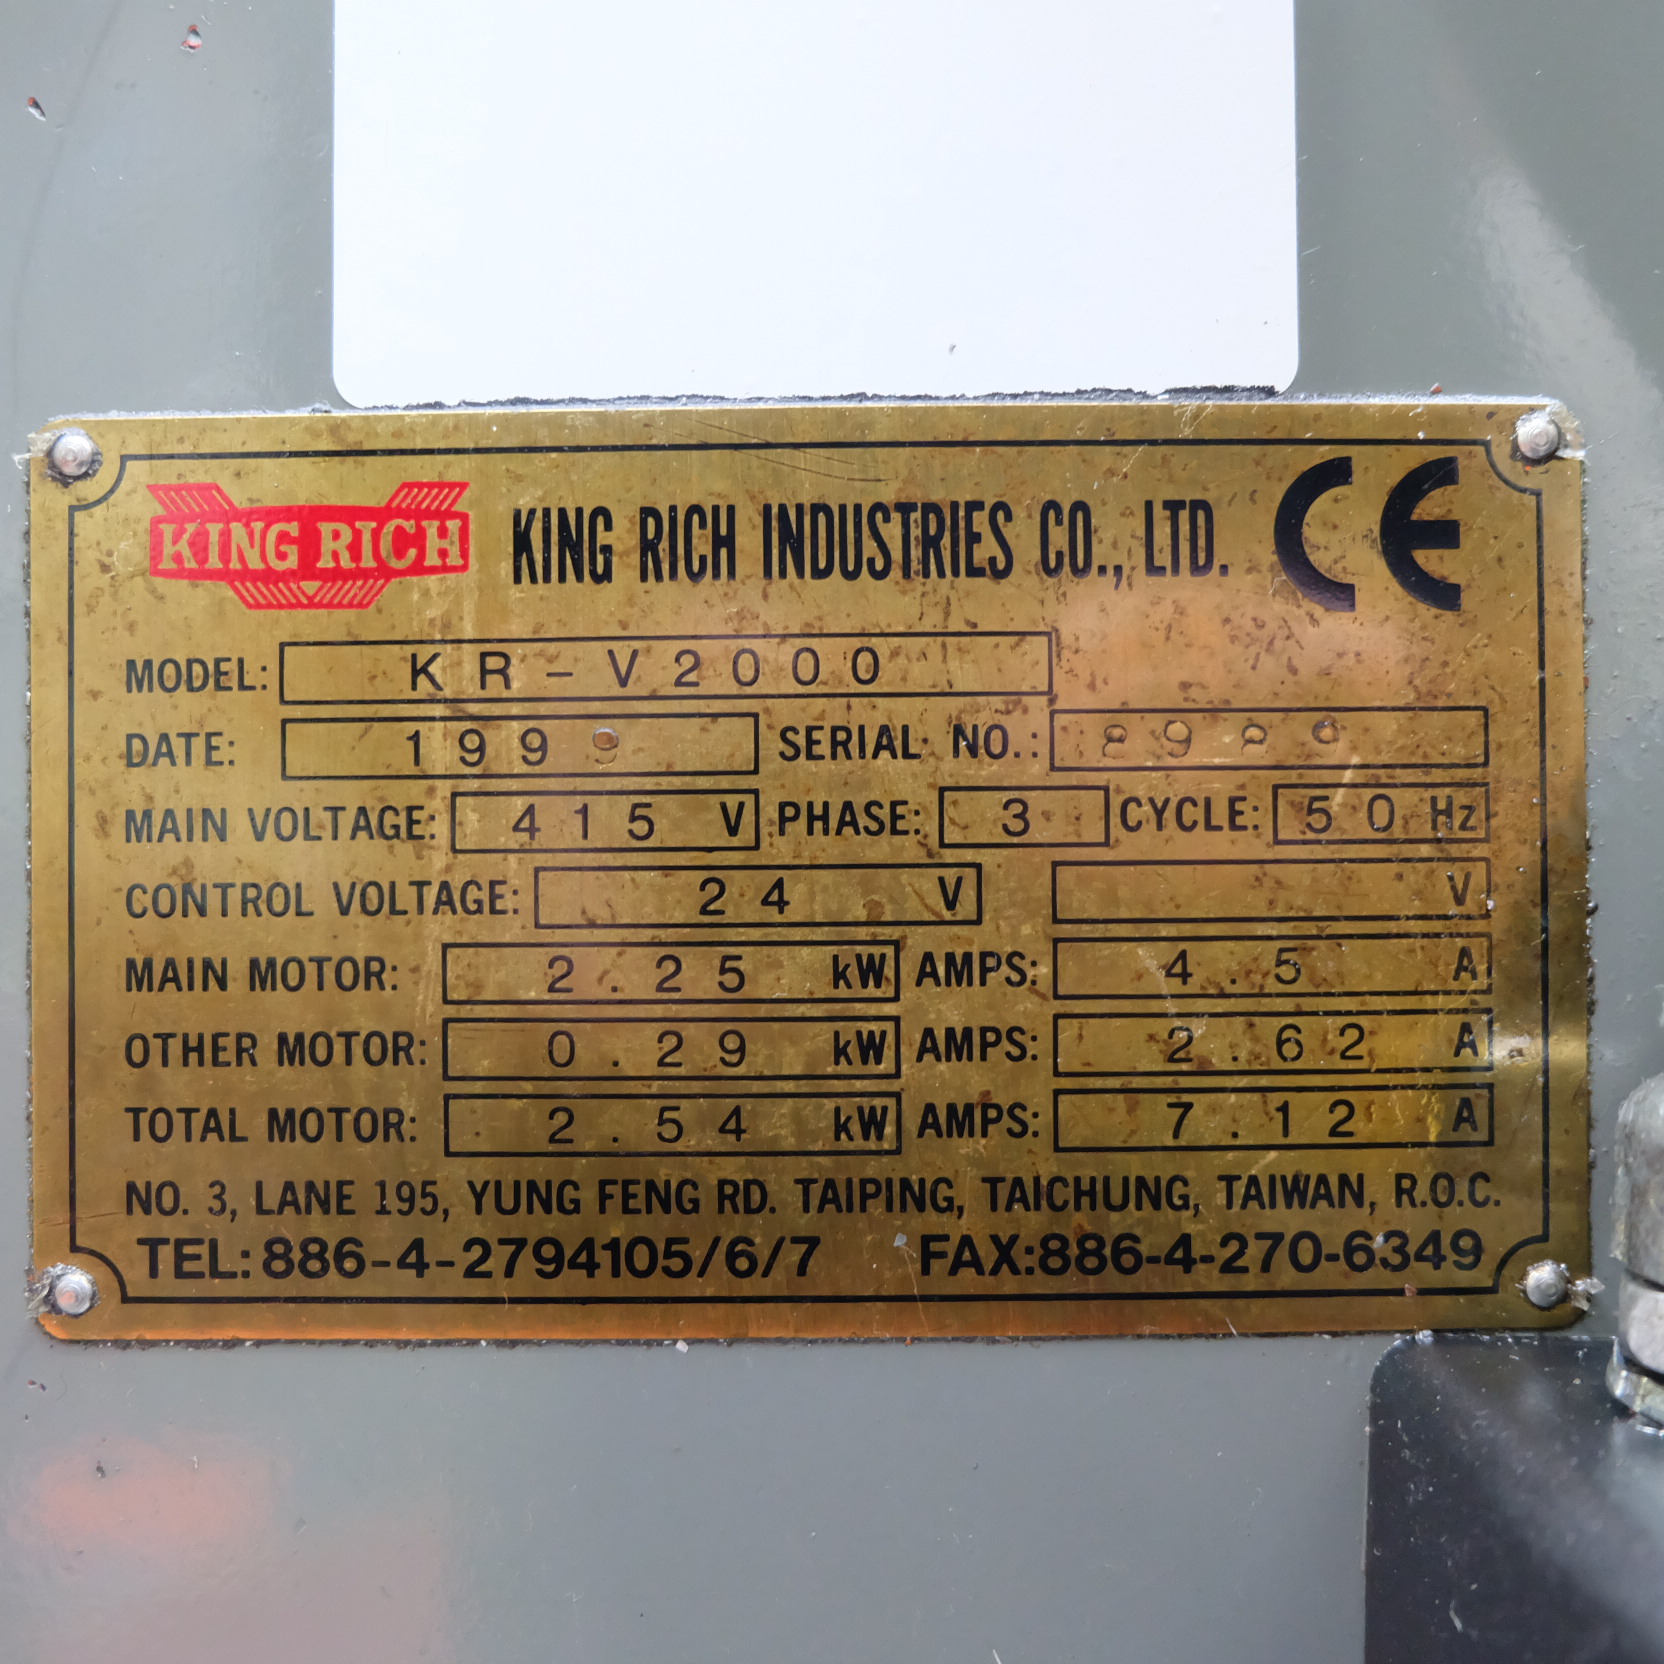 KING RICH KING RICH INDUSTRIES CO., LTD. CE
MODEL: KR-V2000
DATE: 1999 SERIAL NO.:
MAIN VOLTAGE: 415 V PHASE: 3 CYCLE: 50 Hz
CONTROL VOLTAGE: 24 V V
MAIN MOTOR: 2.25 kW AMPS: 4.5 A
OTHER MOTOR: 0.29 kW AMPS: 2.62 A
TOTAL MOTOR: 2.54 kW AMPS: 7.12 A
NO. 3, LANE 195, YUNG FENG RD. TAIPING, TAICHUNG, TAIWAN, R.O.C.
TEL:886-4-2794105/6/7 FAX:886-4-270-6349